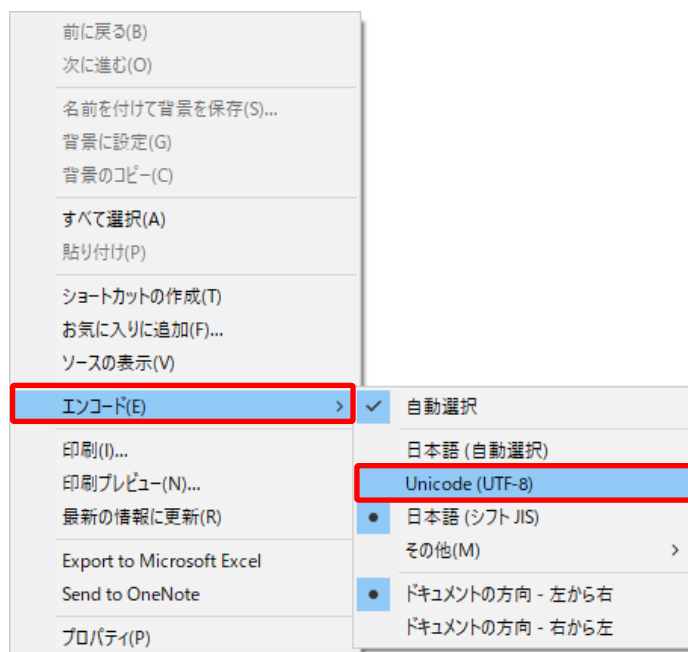 前に戻る(B)
次に進む(O)
名前を付けて背景を保存(S)...
背景に設定(G)
背景のコピー(C)
すべて選択(A)
貼り付け(P)
ショートカットの作成(T)
お気に入りに追加(F)...
ソースの表示(V)
エンコード(E)
印刷(I)...
印刷プレビュー(N)...
最新の情報に更新(R)
Export to Microsoft Excel
Send to OneNote
プロパティ(P)
自動選択
日本語 (自動選択)
Unicode (UTF-8)
日本語 (シフト JIS)
その他(M)
ドキュメントの方向 - 左から右
ドキュメントの方向 - 右から左